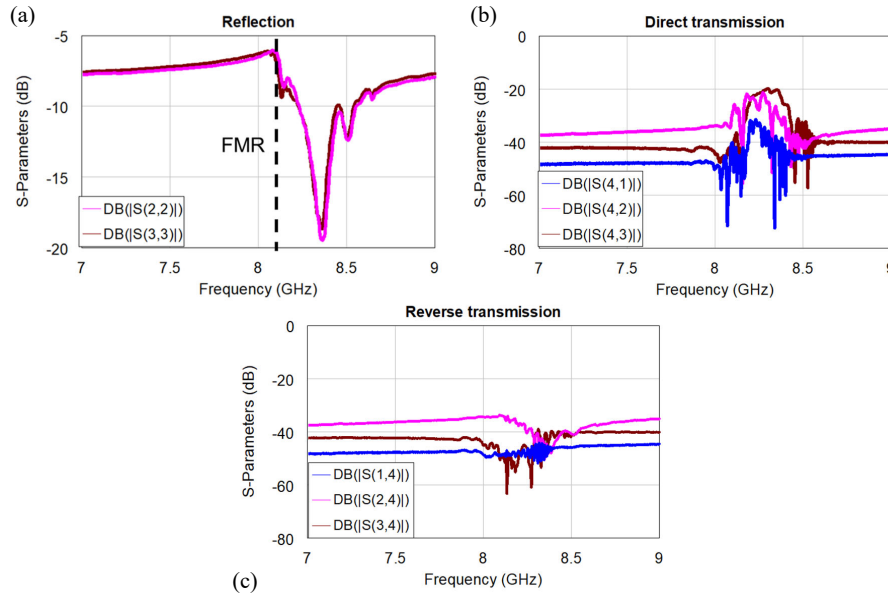 (a)
Reflection
-5
-10
-15
-20
S-Parameters (dB)
FMR
DB(|S(2,2)|)
DB(|S(3,3)|)
7 7.5 8 8.5 9
Frequency (GHz)
(b)
Direct transmission
0
-20
-40
-60
-80
S-Parameters (dB)
DB(|S(4,1)|)
DB(|S(4,2)|)
DB(|S(4,3)|)
7 7.5 8 8.5 9
Frequency (GHz)
Reverse transmission
0
-20
-40
-60
-80
S-Parameters (dB)
DB(|S(1,4)|)
DB(|S(2,4)|)
DB(|S(3,4)|)
7 7.5 8 8.5 9
(c)
Frequency (GHz)